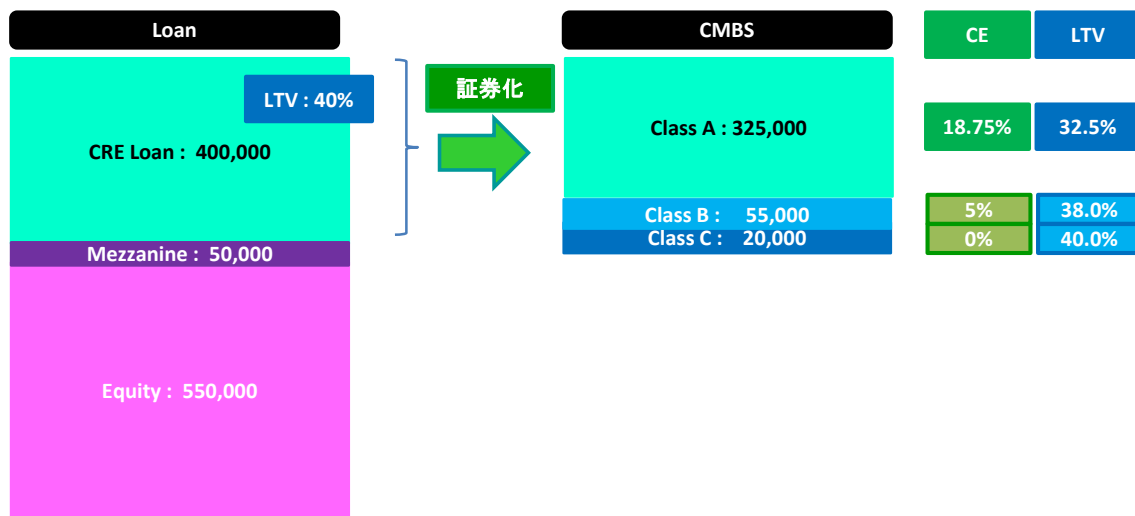 Loan
CMBS
CE
LTV
LTV : 40%
証券化
CRE Loan : 400,000
Class A : 325,000
18.75%
32.5%
Class B : 55,000
5%
38.0%
Class C : 20,000
0%
40.0%
Mezzanine : 50,000
Equity : 550,000